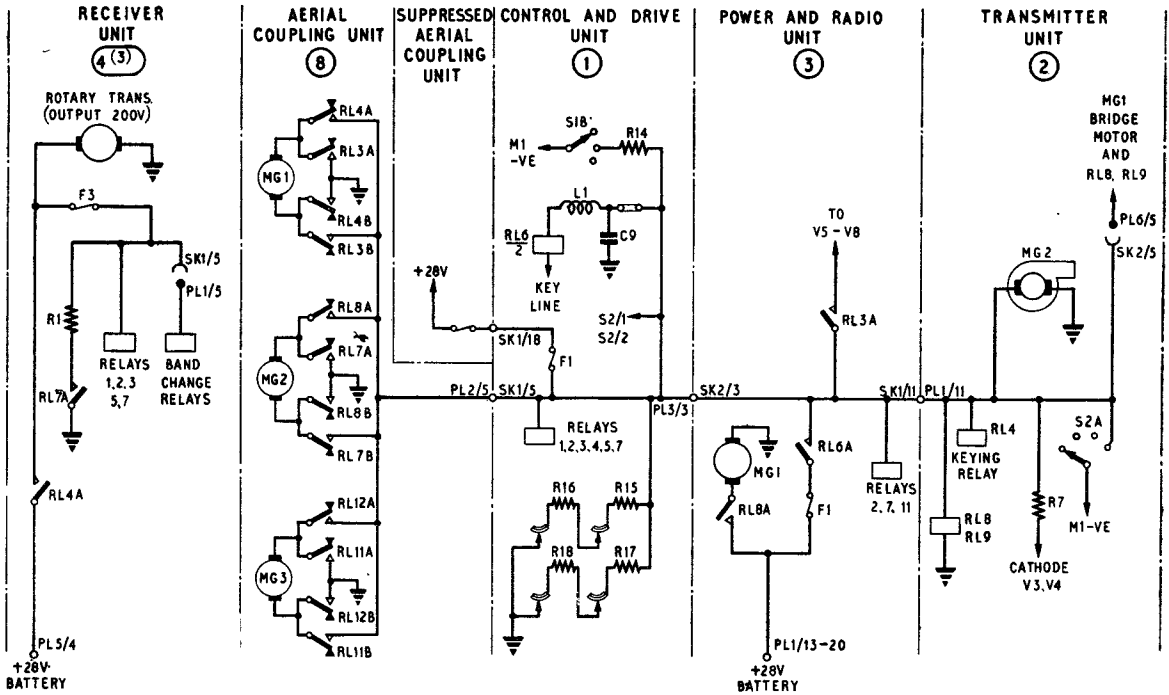 RECEIVER
UNIT
4 (3)
ROTARY TRANS.
(OUTPUT 200V)
F3
SK1/5
PL1/5
R1
RELAYS
1,2,3
5,7
BAND
CHANGE
RELAYS
RL7A
RL4A
PL5/4
+28V
BATTERY
AERIAL
COUPLING UNIT
8
RL4A
RL3A
MG1
RL4B
RL3B
RL8A
RL7A
MG2
RL8B
RL7B
RL12A
RL11A
MG3
RL12B
RL11B
SUPPRESSED
AERIAL
COUPLING
UNIT
+28V
SK1/18
PL2/5
CONTROL AND DRIVE
UNIT
1
S1B
R14
M1
-VE
L1
RL6
2
C9
KEY
LINE
S2/1
S2/2
F1
SK1/5
PL3/3
RELAYS
1,2,3,4,5,7
R16
R15
R18
R17
POWER AND RADIO
UNIT
3
TO
V5-V8
RL3A
SK2/3
SK1/11
MG1
RL6A
RL8A
F1
RELAYS
2,7,11
PL1/13-20
+28V
BATTERY
TRANSMITTER
UNIT
2
MG1
BRIDGE
MOTOR
AND
RL8, RL9
PL6/5
SK2/5
MG2
PL1/11
RL4
KEYING
RELAY
S2A
R7
M1-VE
RL8
RL9
CATHODE
V3,V4